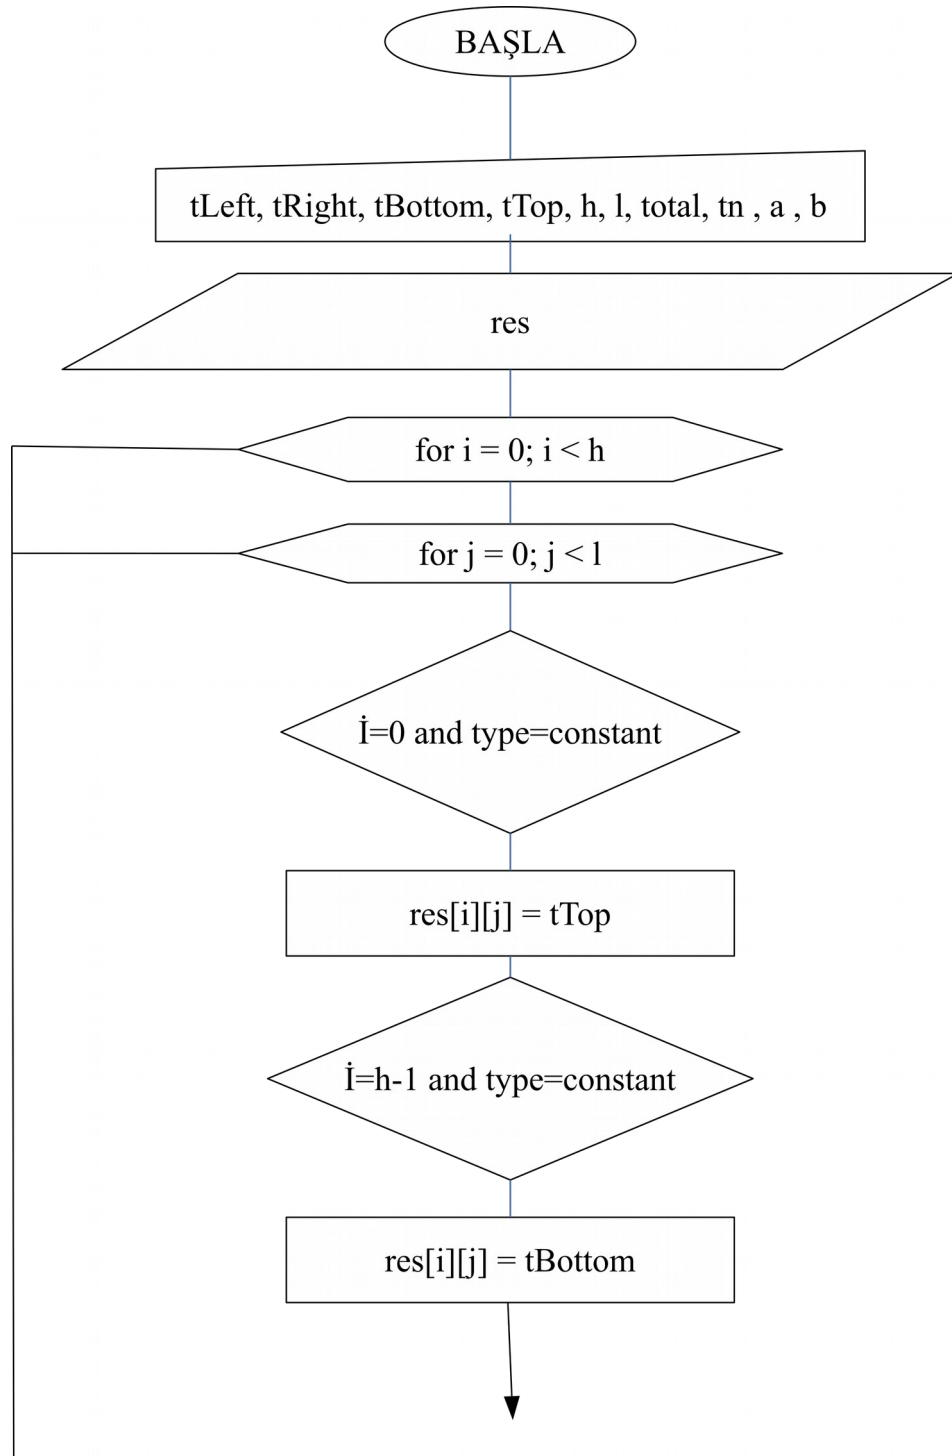 BAŞLA
tLeft, tRight, tBottom, tTop, h, l, total, tn , a , b
res
for i = 0; i < h
for j = 0; j < l
İ=0 and type=constant
res[i][j] = tTop
İ=h-1 and type=constant
res[i][j] = tBottom